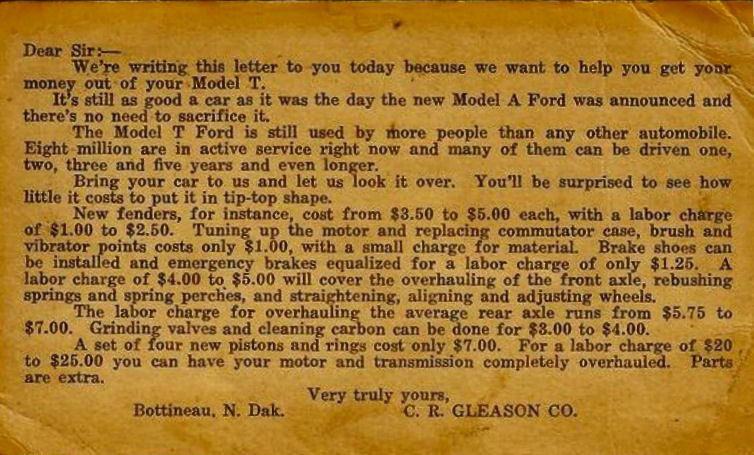 Dear Sir:—
We're writing this letter to you today because we want to help you get your
money out of your Model T.
It's still as good a car as it was the day the new Model A Ford was announced and
there's no need to sacrifice it.
The Model T Ford is still used by more people than any other automobile.
Eight million are in active service right now and many of them can be driven one,
two, three and five years and even longer.
Bring your car to us and let us look it over. You'll be surprised to see how
little it costs to put it in tip-top shape.
New fenders, for instance, cost from $3.50 to $5.00 each, with a labor charge
of $1.00 to $2.50. Tuning up the motor and replacing commutator case, brush and
vibrator points costs only $1.00, with a small charge for material. Brake shoes can
be installed and emergency brakes equalized for a labor charge of only $1.25. A
labor charge of $4.00 to $5.00 will cover the overhauling of the front axle, rebushing
springs and spring perches, and straightening, aligning and adjusting wheels.
The labor charge for overhauling the average rear axle runs from $5.75 to
$7.00. Grinding valves and cleaning carbon can be done for $3.00 to $4.00.
A set of four new pistons and rings cost only $7.00. For a labor charge of $20
to $25.00 you can have your motor and transmission completely overhauled. Parts
are extra.
Very truly yours,
Bottineau, N. Dak. C. R. GLEASON CO.